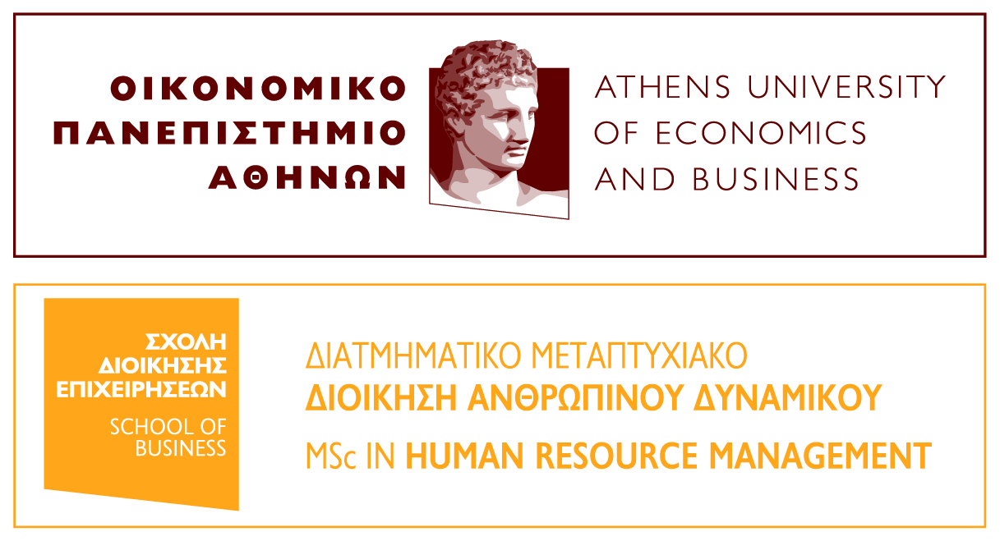 ΟΙΚΟΝΟΜΙΚΟ
ΠΑΝΕΠΙΣΤΗΜΙΟ
ΑΘΗΝΩΝ
ATHENS UNIVERSITY
OF ECONOMICS
AND BUSINESS
ΣΧΟΛΗ
ΔΙΟΙΚΗΣΗΣ
ΕΠΙΧΕΙΡΗΣΕΩΝ
SCHOOL OF
BUSINESS
ΔΙΑΤΜΗΜΑΤΙΚΟ ΜΕΤΑΠΤΥΧΙΑΚΟ
ΔΙΟΙΚΗΣΗ ΑΝΘΡΩΠΙΝΟΥ ΔΥΝΑΜΙΚΟΥ
MSc IN HUMAN RESOURCE MANAGEMENT